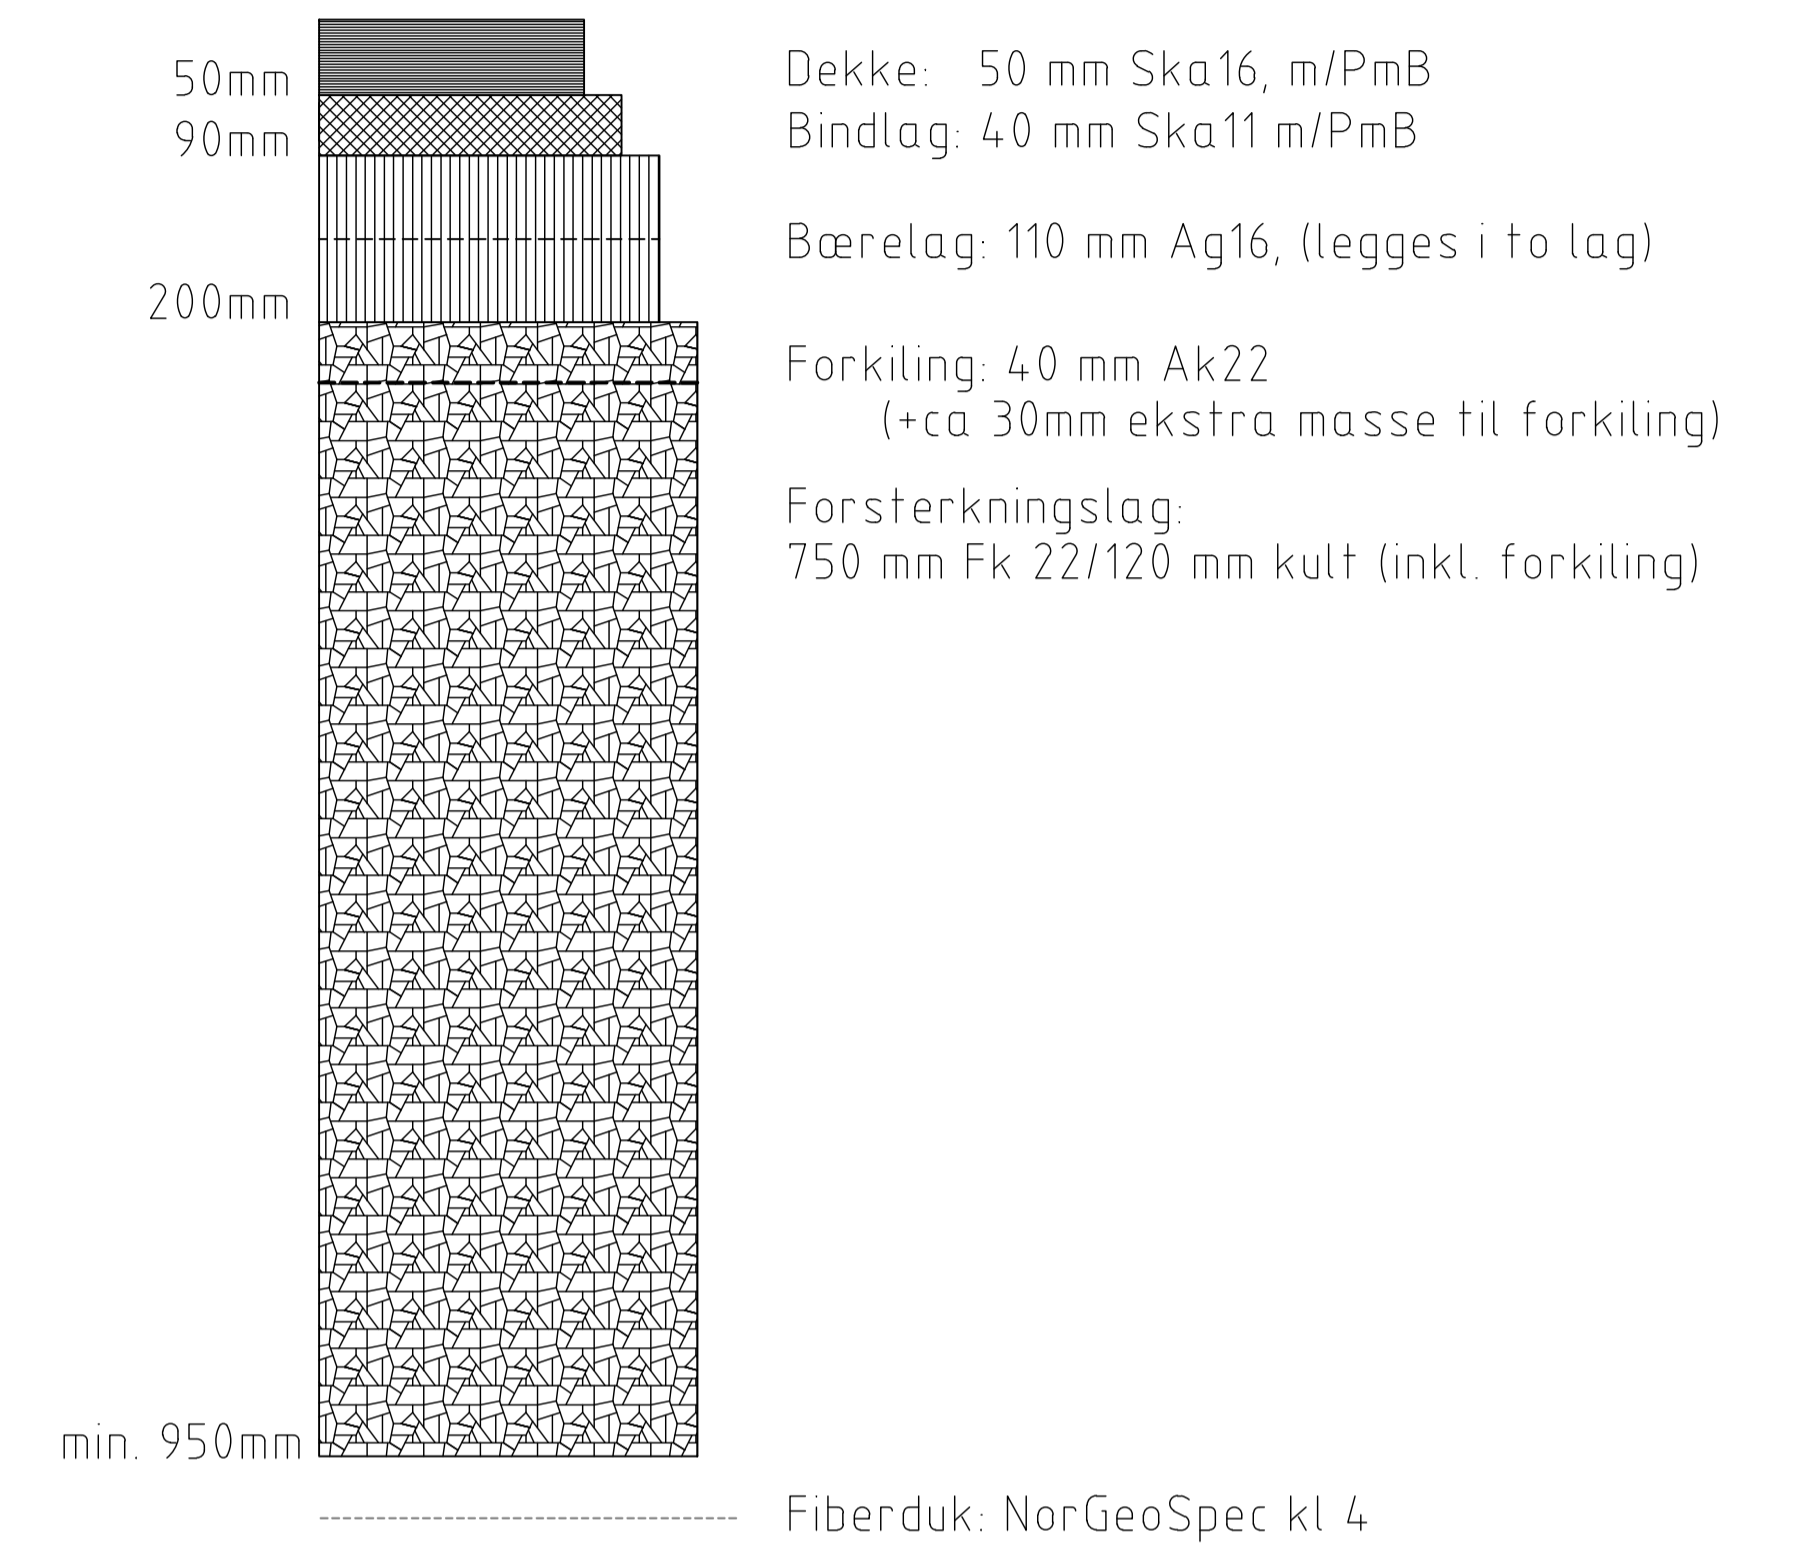 50mm
90mm
200mm
min. 950mm
Dekke: 50 mm Ska16, m/PmB
Bindlag: 40 mm Ska11 m/PmB
Bærelag: 110 mm Ag16, (legges i to lag)
Forkiling: 40 mm Ak22
(+ca 30mm ekstra masse til forkiling)
Forsterkningslag:
750 mm Fk 22/120 mm kult (inkl. forkiling)
Fiberduk: NorGeoSpec kl 4